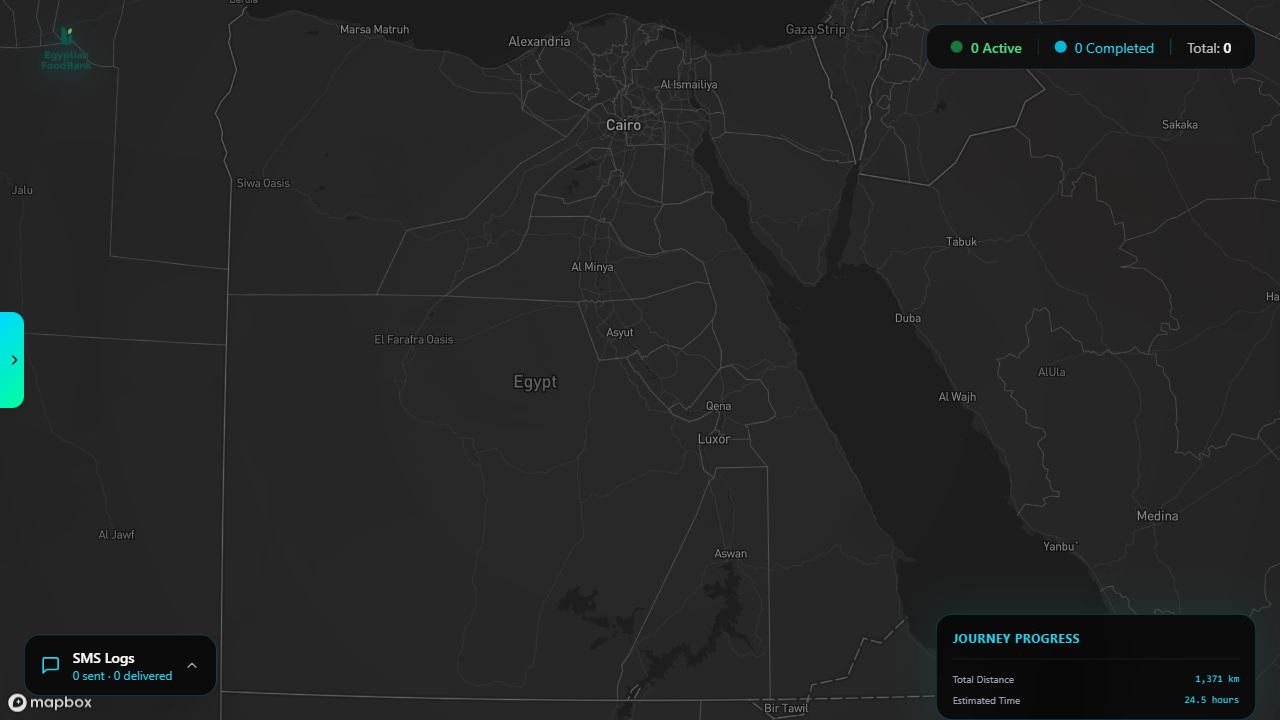 Marsa Matruh
Alexandria
Gaza Strip
Egyptian
FoodBank
0 Active
0 Completed
Total: 0
Al Ismailiya
Cairo
Sakaka
Siwa Oasis
Jalu
Tabuk
Al Minya
Duba
Asyut
El Farafra Oasis
AlUla
Egypt
Al Wajh
Qena
Luxor
Medina
Al Jawf
Yanbu`
Aswan
SMS Logs
0 sent · 0 delivered
mapbox
Bir Tawil
JOURNEY PROGRESS
Total Distance 1,371 km
Estimated Time 24.5 hours